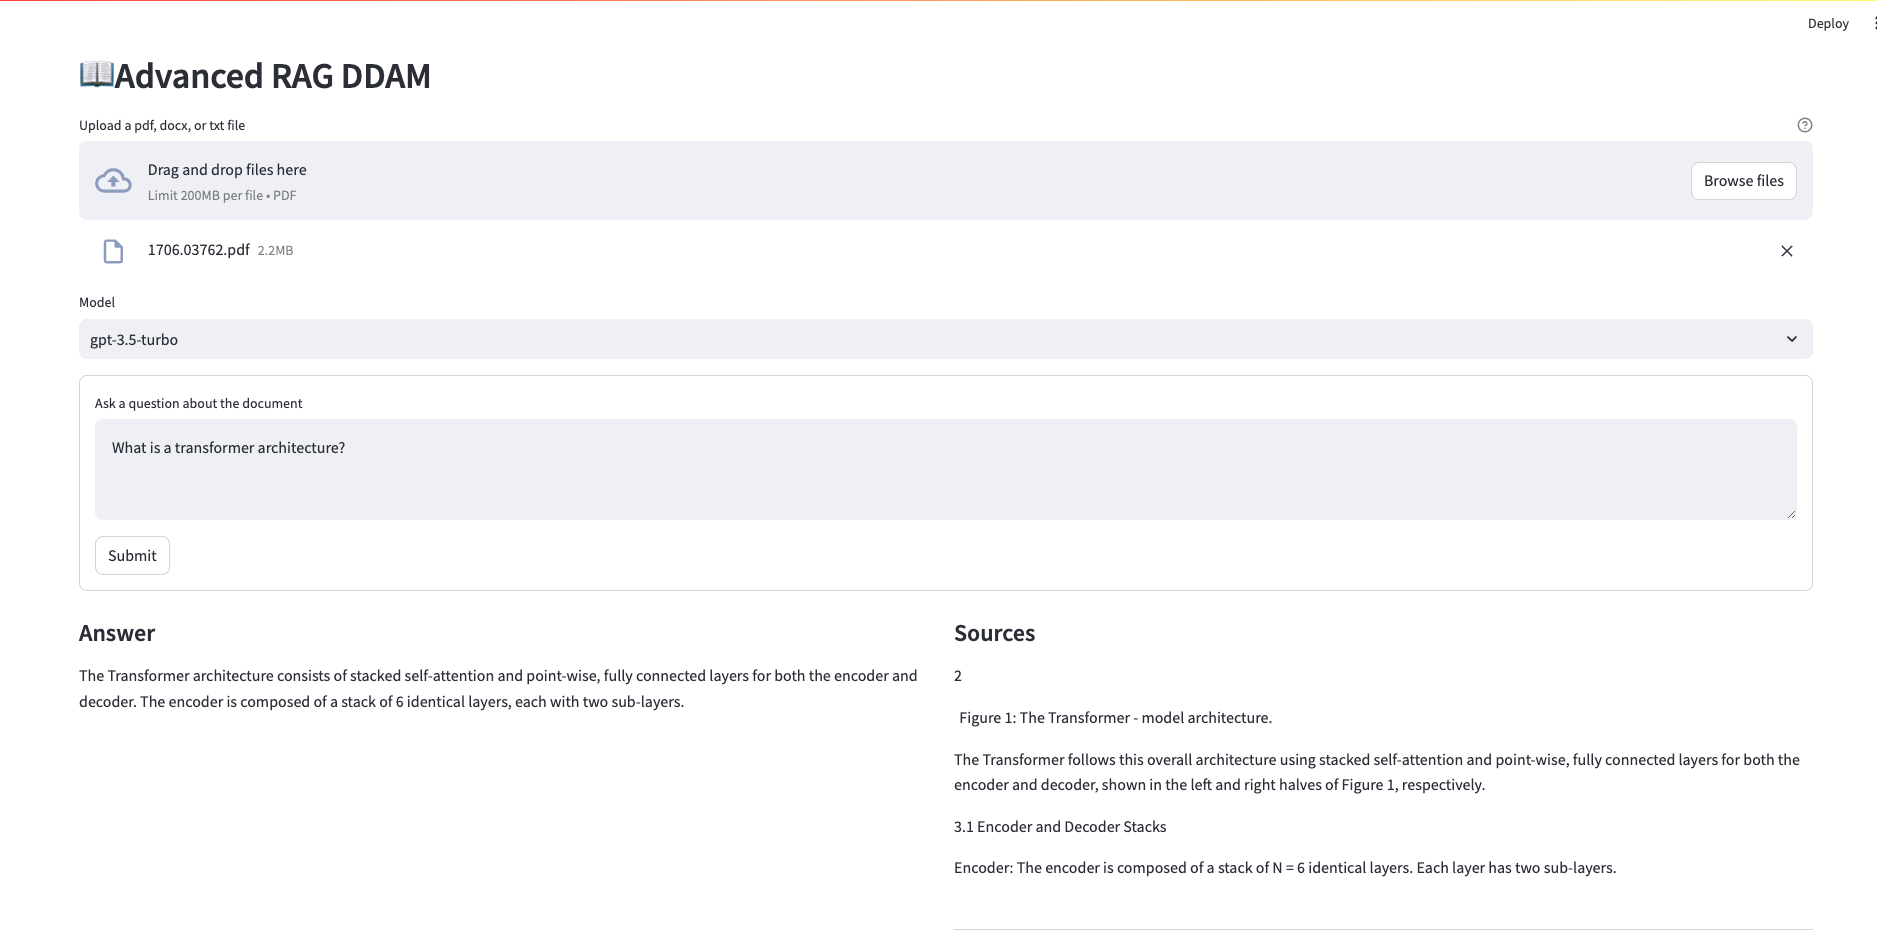 Deploy
📖Advanced RAG DDAM
Upload a pdf, docx, or txt file
Drag and drop files here
Limit 200MB per file • PDF
Browse files
1706.03762.pdf 2.2MB
Model
gpt-3.5-turbo
Ask a question about the document
What is a transformer architecture?
Submit
Answer
The Transformer architecture consists of stacked self-attention and point-wise, fully connected layers for both the encoder and
decoder. The encoder is composed of a stack of 6 identical layers, each with two sub-layers.
Sources
2
Figure 1: The Transformer - model architecture.
The Transformer follows this overall architecture using stacked self-attention and point-wise, fully connected layers for both the
encoder and decoder, shown in the left and right halves of Figure 1, respectively.
3.1 Encoder and Decoder Stacks
Encoder: The encoder is composed of a stack of N = 6 identical layers. Each layer has two sub-layers.